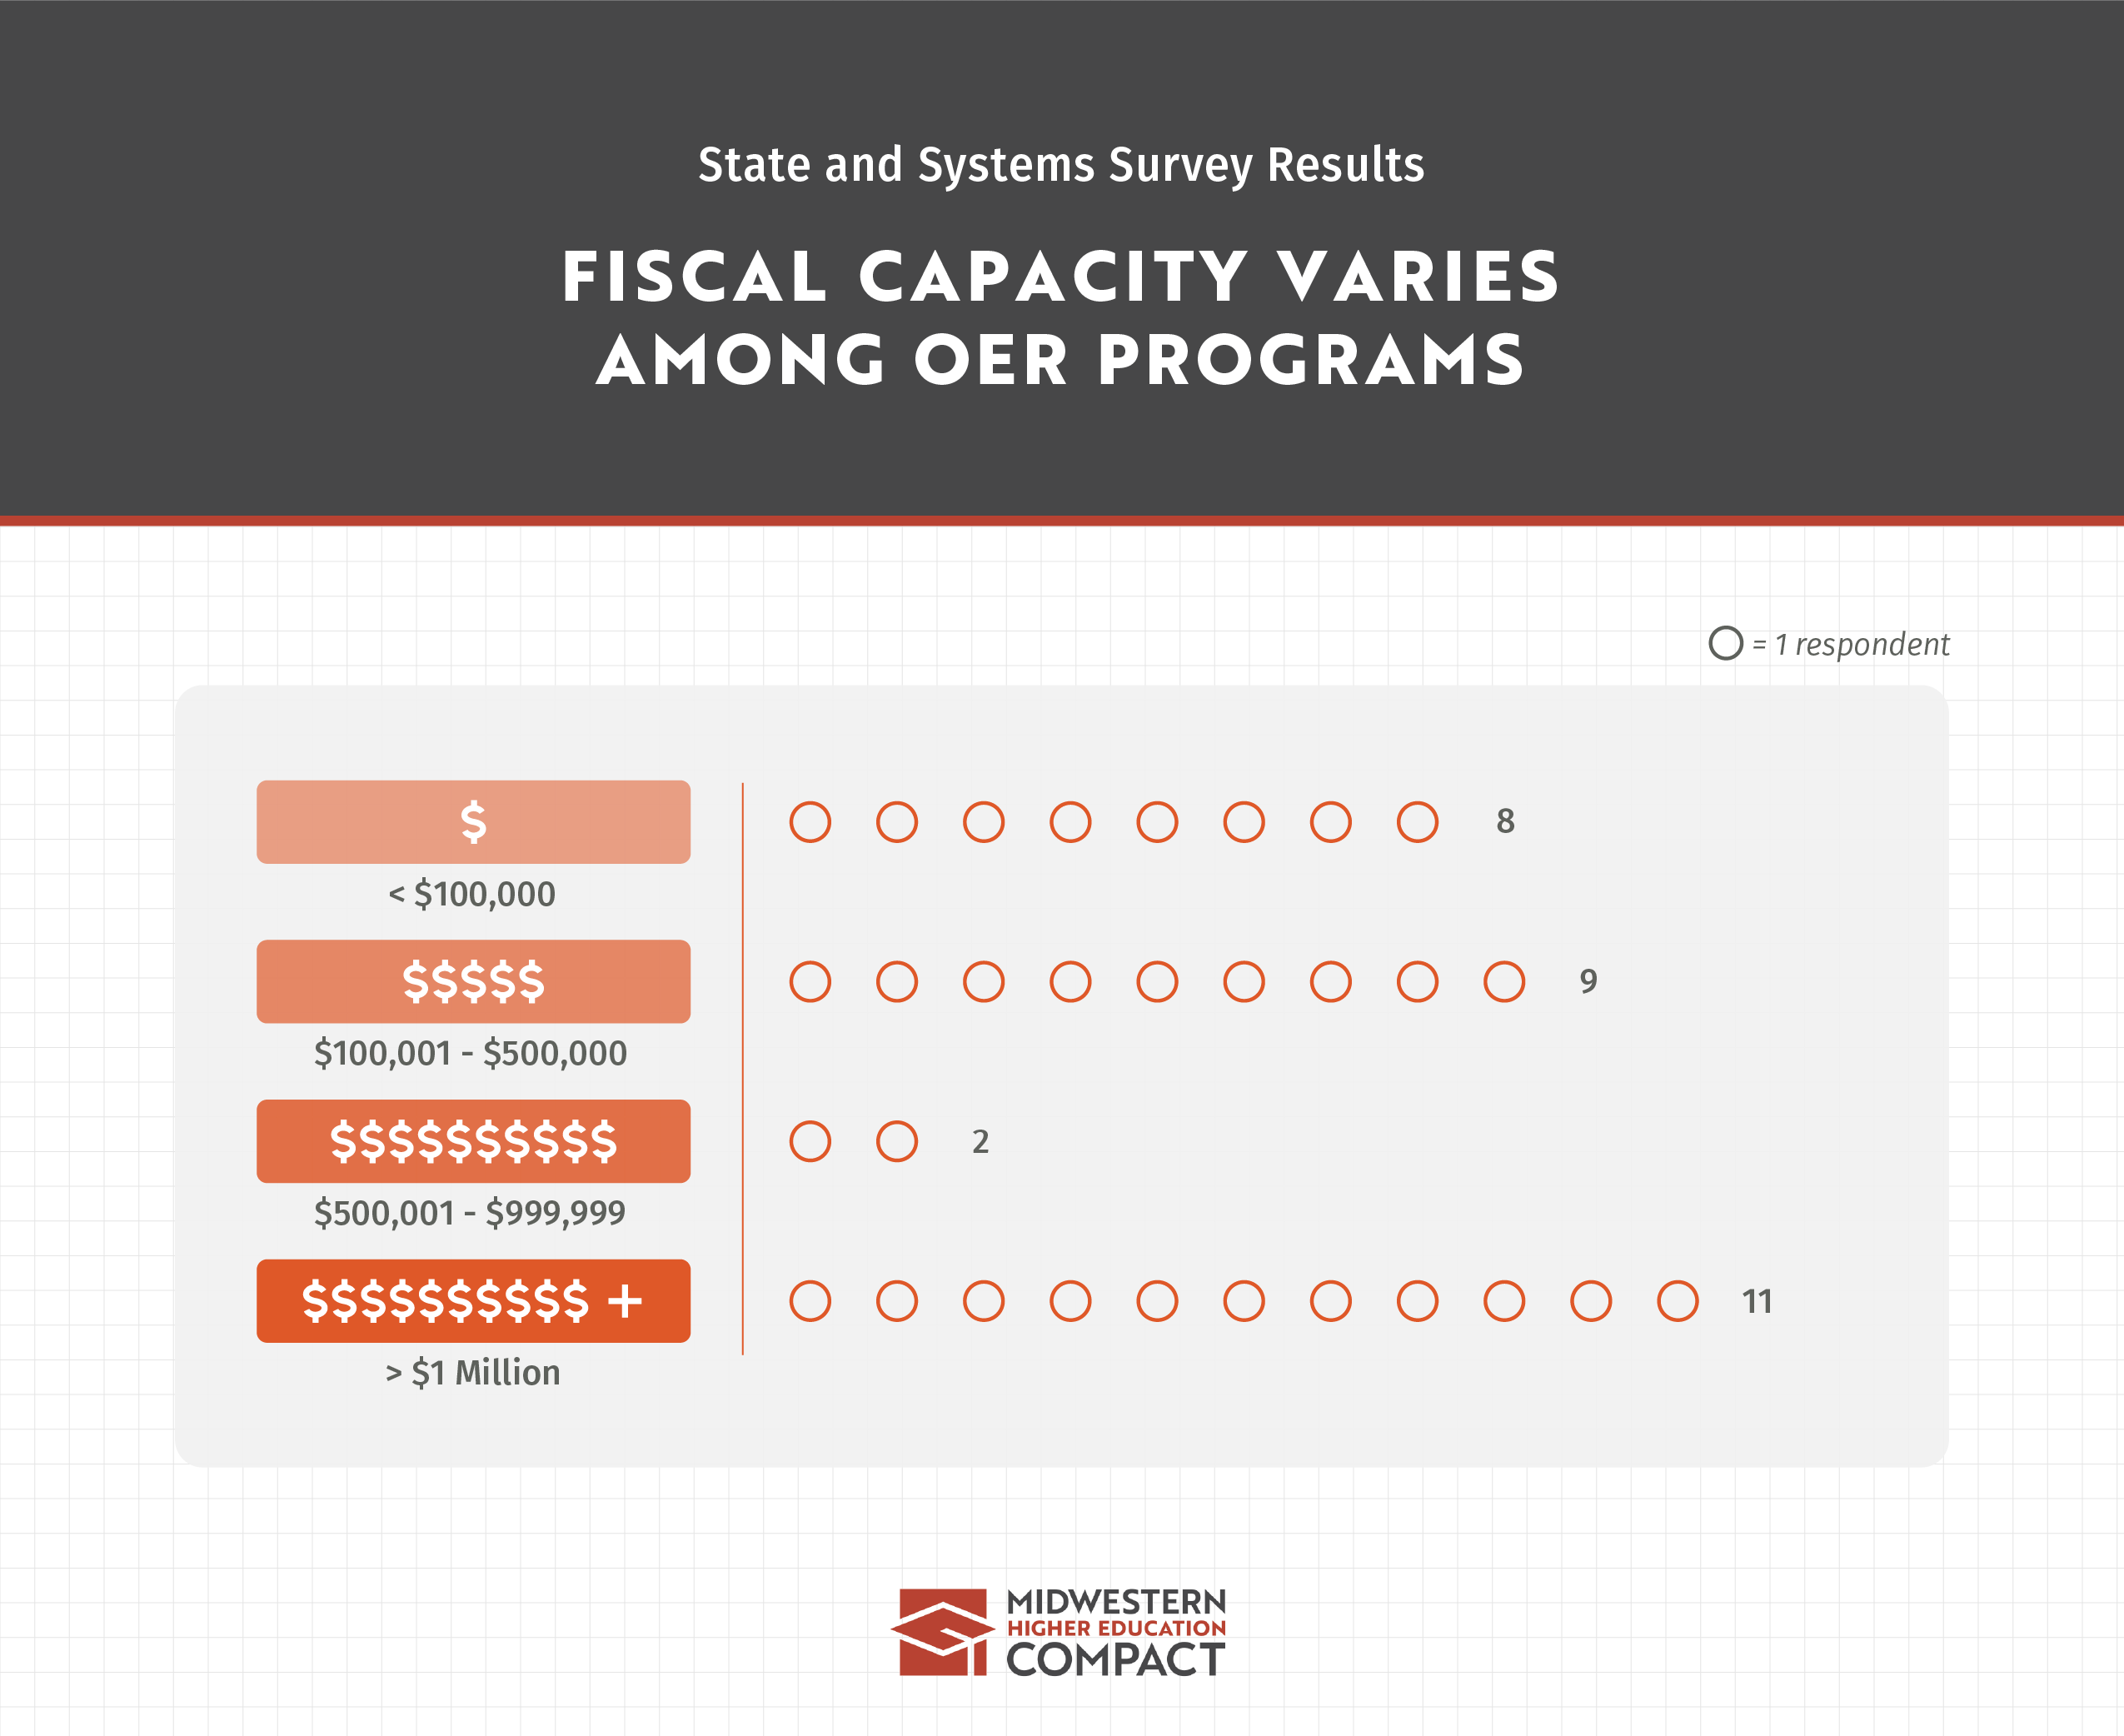 State and Systems Survey Results
FISCAL CAPACITY VARIES
AMONG OER PROGRAMS
= 1 respondent
$
8
< $100,000
$$$$$
9
$100,001 - $500,000
$$$$$$$$$$
2
$500,001 - $999,999
$$$$$$$$$$ +
11
> $1 Million
MIDWESTERN
HIGHER EDUCATION
COMPACT